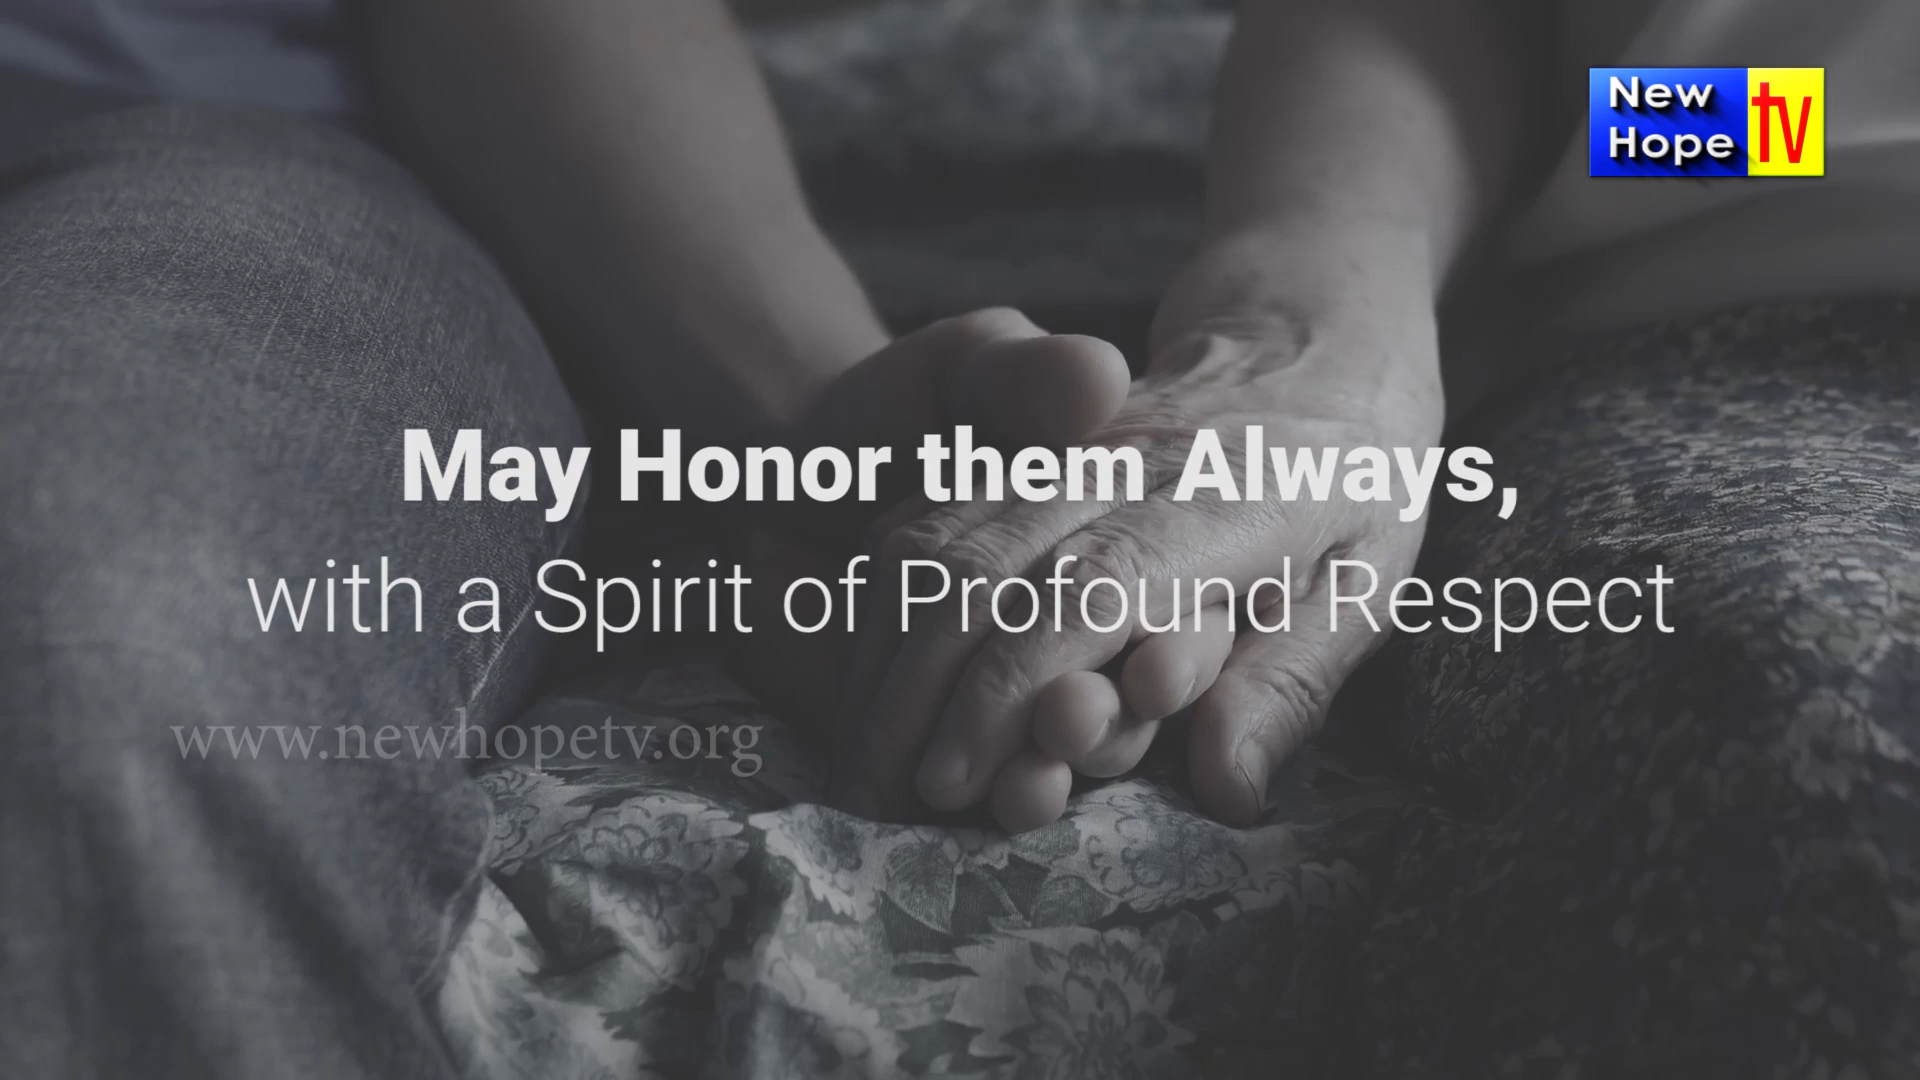 New
Hope
tv
May Honor them Always,
with a Spirit of Profound Respect
www.newhopetv.org